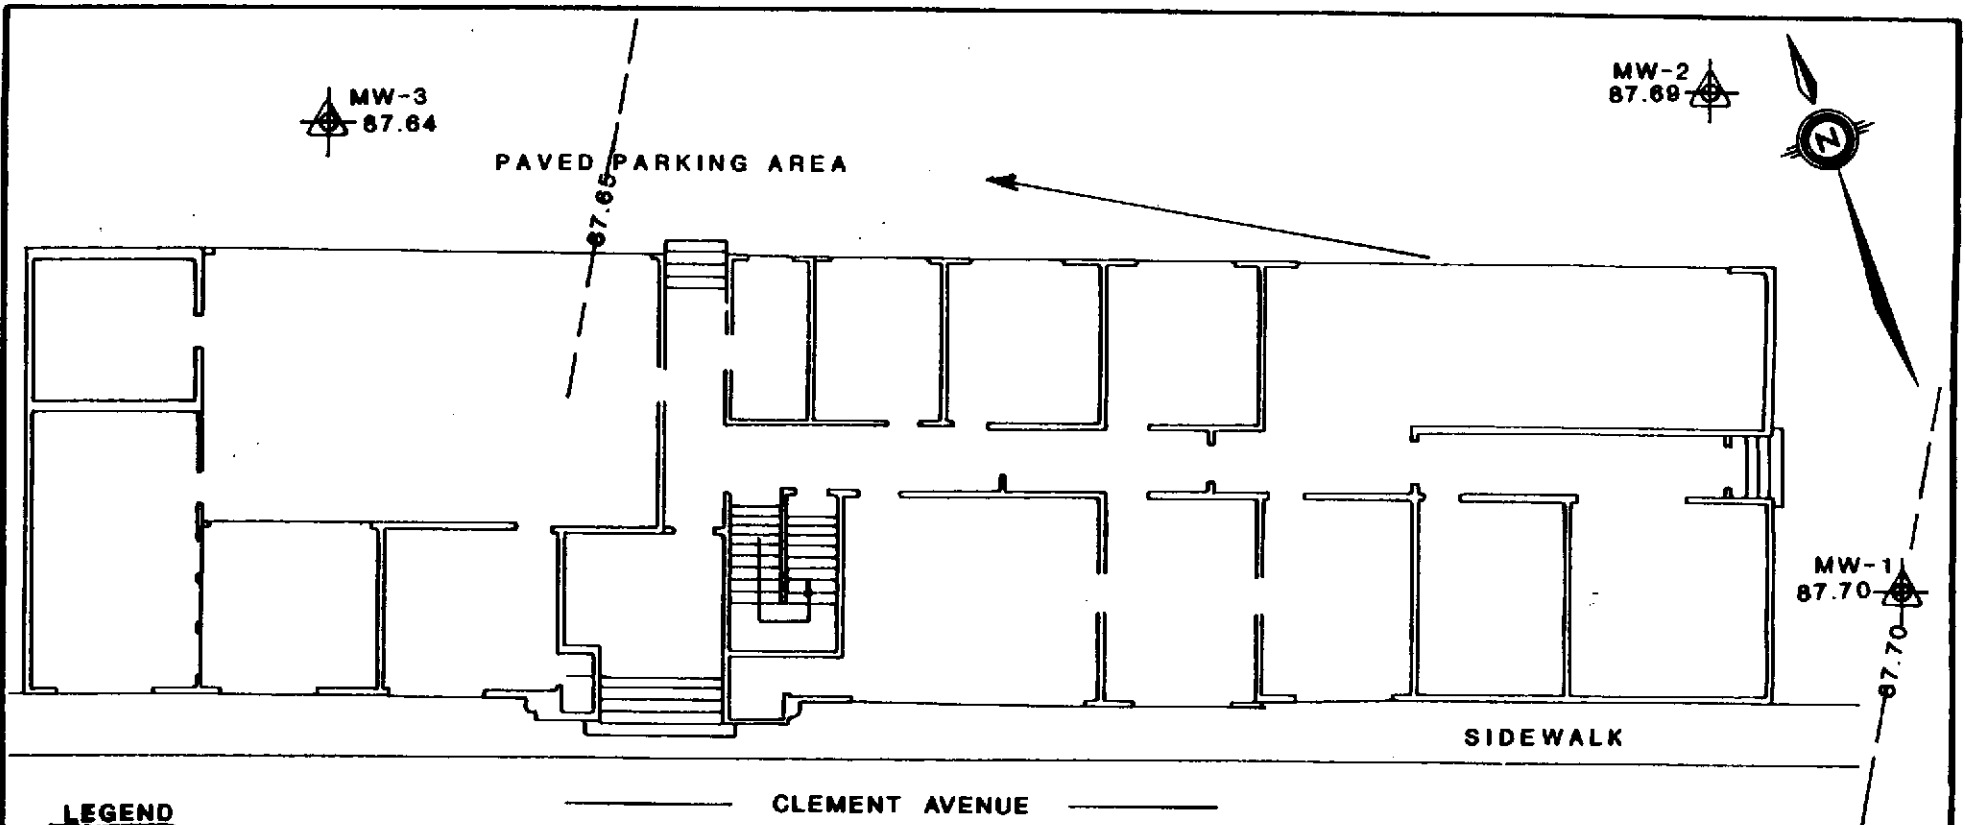 MW-3
87.64
MW-2
87.69
N
PAVED PARKING AREA
87.65
MW-1
87.70
87.70
SIDEWALK
CLEMENT AVENUE
LEGEND